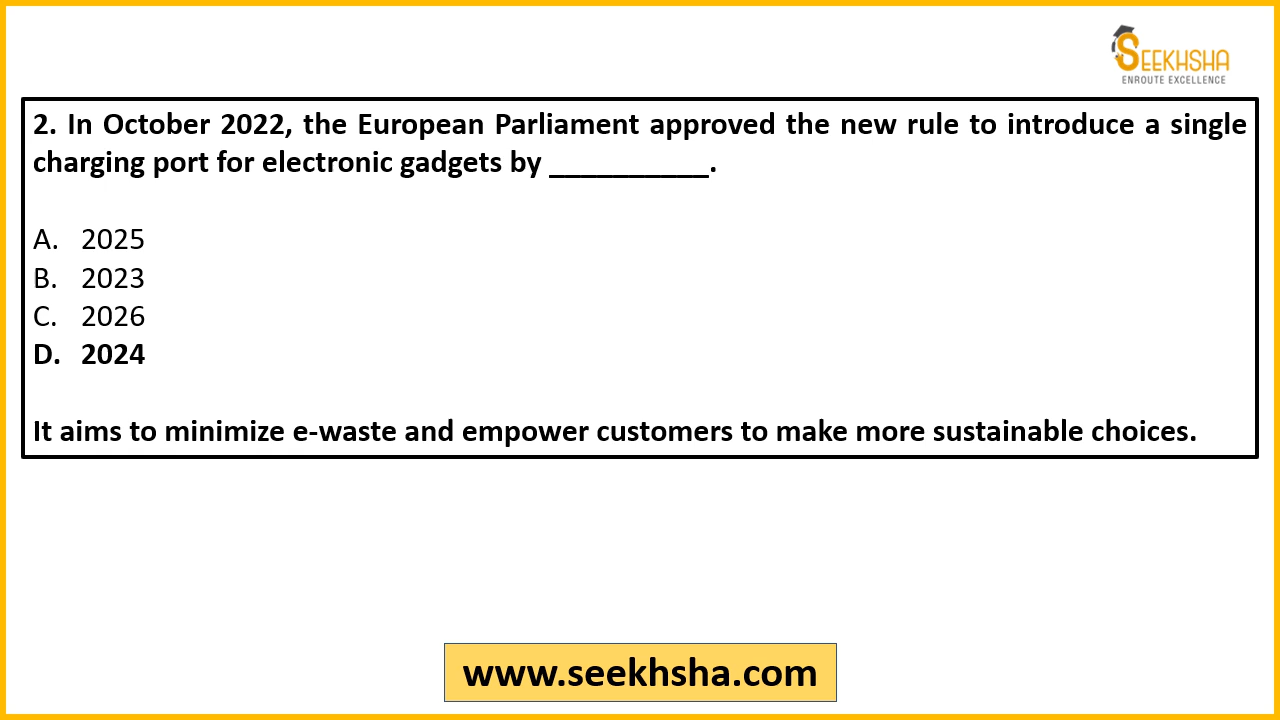 SEEKHSHA
ENROUTE EXCELLENCE
2. In October 2022, the European Parliament approved the new rule to introduce a single
charging port for electronic gadgets by __________.
A. 2025
B. 2023
C. 2026
D. 2024
It aims to minimize e-waste and empower customers to make more sustainable choices.
www.seekhsha.com